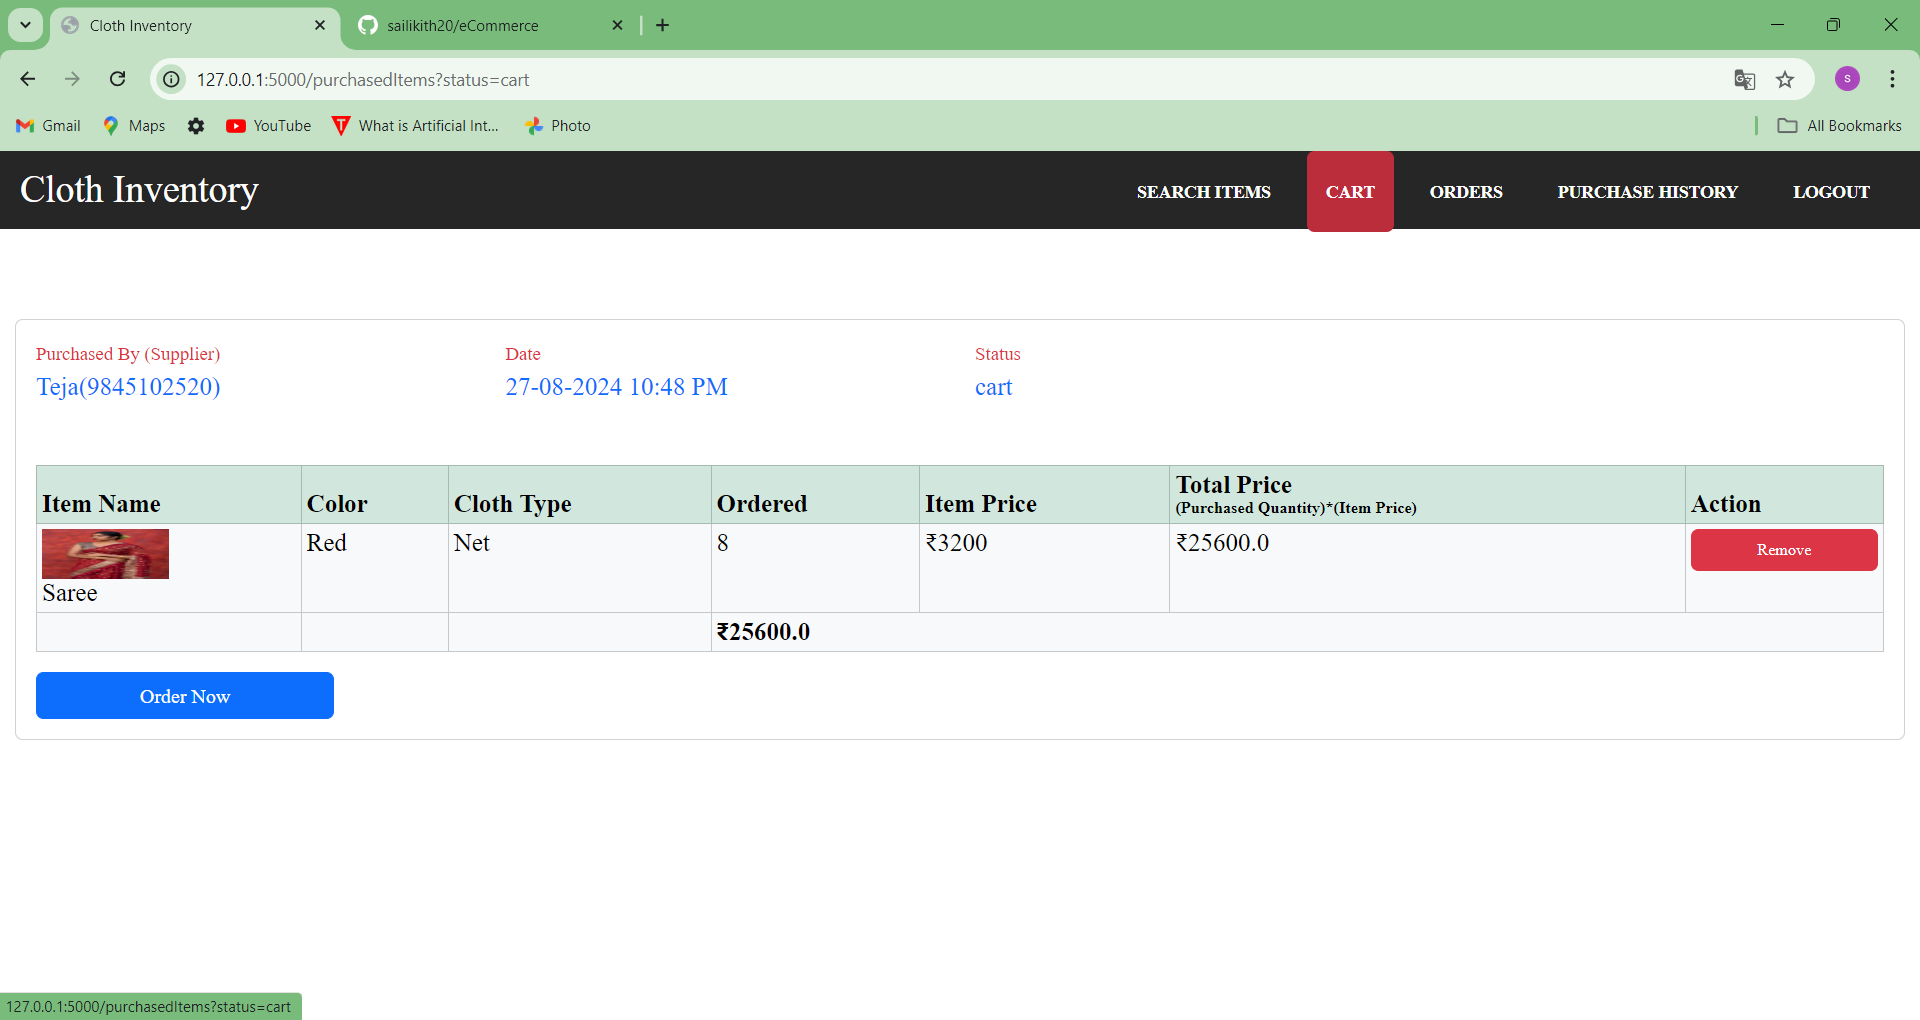 Cloth Inventory
sailikith20/eCommerce
127.0.0.1:5000/purchasedItems?status=cart
S
Gmail
Maps
YouTube
What is Artificial Int...
Photo
All Bookmarks
Cloth Inventory
SEARCH ITEMS
CART
ORDERS
PURCHASE HISTORY
LOGOUT
Purchased By (Supplier)
Date
Status
Teja(9845102520)
27-08-2024 10:48 PM
cart
Item Name
Color
Cloth Type
Ordered
Item Price
Total Price
(Purchased Quantity)*(Item Price)
Action
Saree
Red
Net
8
₹3200
₹25600.0
Remove
₹25600.0
Order Now
127.0.0.1:5000/purchasedItems?status=cart